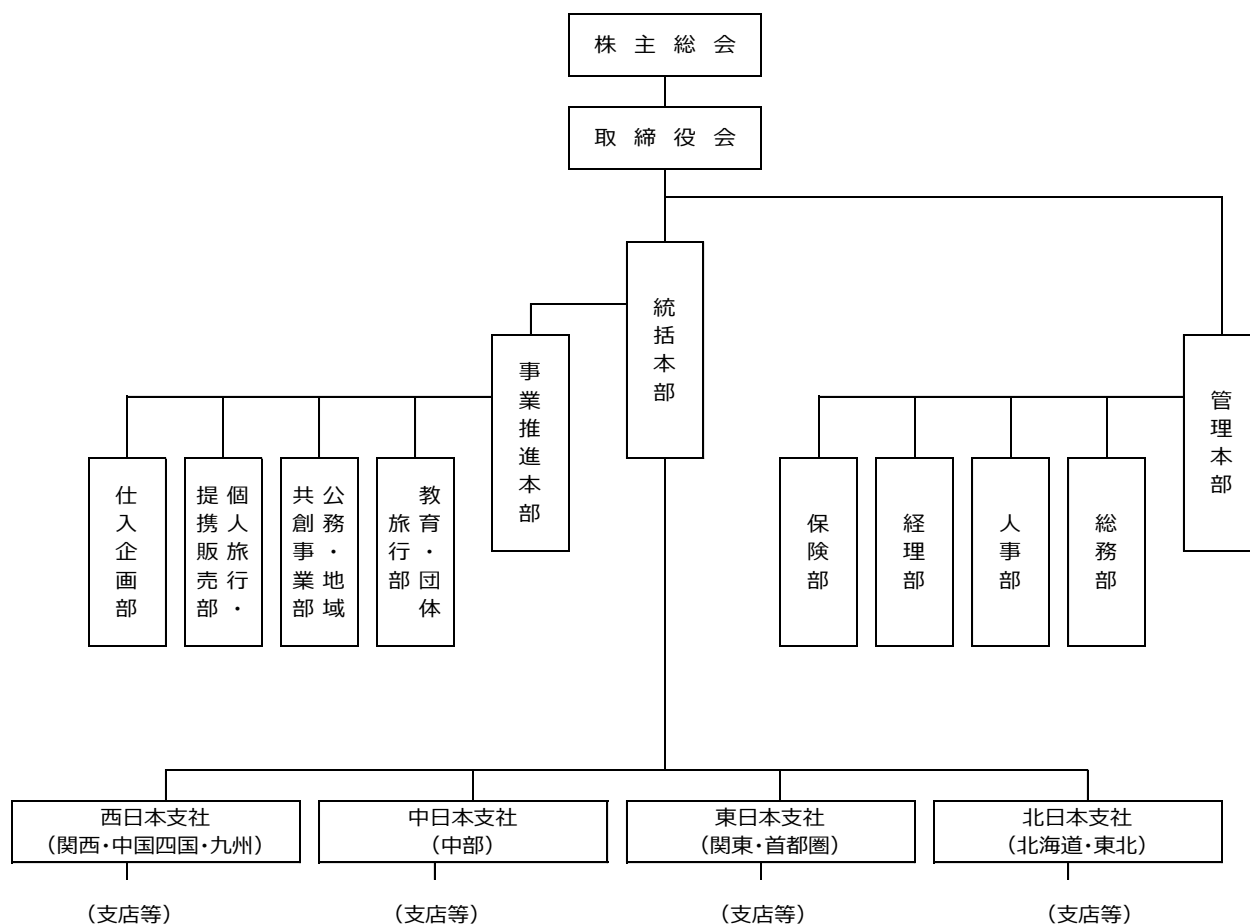 株主総会
取締役会
統括本部
事業推進本部
管理本部
仕入企画部
個人旅行・
提携販売部
公務・地域
共創事業部
教育・団体
旅行部
保険部
経理部
人事部
総務部
西日本支社
（関西・中国四国・九州）
中日本支社
（中部）
東日本支社
（関東・首都圏）
北日本支社
（北海道・東北）
（支店等）
（支店等）
（支店等）
（支店等）